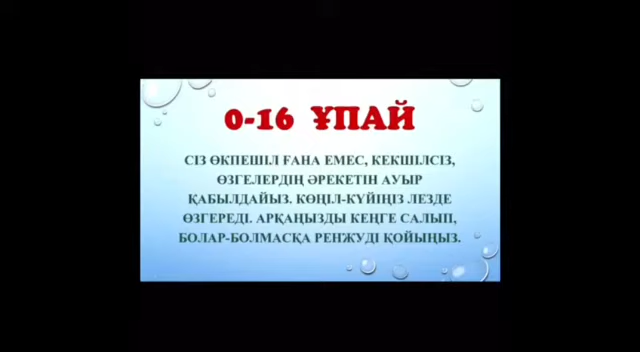 0-16 ҰПАЙ
СІЗ ӨКПЕШІЛ ҒАНА ЕМЕС, КЕКШІЛСІЗ,
ӨЗГЕЛЕРДІҢ ӘРЕКЕТІН АУЫР
ҚАБЫЛДАЙЫЗ. КӨҢІЛ-КҮЙІҢІЗ ЛЕЗДЕ
ӨЗГЕРЕДІ. АРҚАҢЫЗДЫ КЕҢГЕ САЛЫП,
БОЛАР-БОЛМАСҚА РЕНЖУДІ ҚОЙЫҢЫЗ.